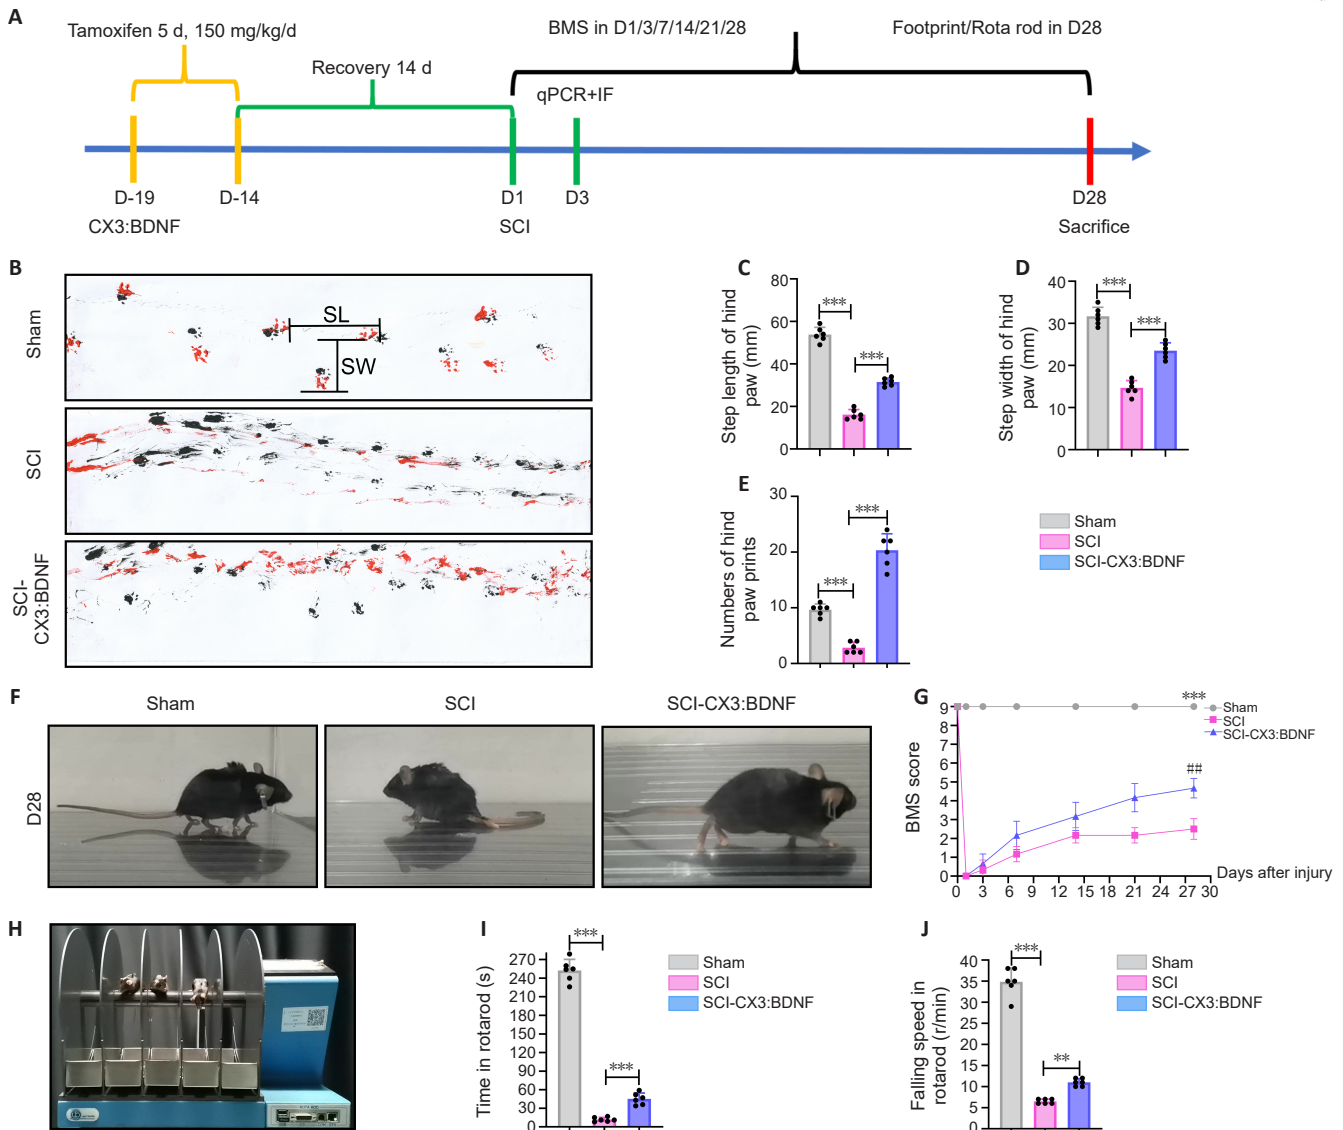 A
Tamoxifen 5 d, 150 mg/kg/d
BMS in D1/3/7/14/21/28
Footprint/Rota rod in D28
Recovery 14 d
qPCR+IF
D-19
D-14
D1
D3
D28
CX3:BDNF
SCI
Sacrifice
B
Sham
SL
SW
SCI
SCI-
CX3:BDNF
C
Step length of hind
paw (mm)
80
60
40
20
0
***
***
D
Step width of hind
paw (mm)
40
30
20
10
0
***
***
E
Numbers of hind
paw prints
30
20
10
0
***
***
Sham
SCI
SCI-CX3:BDNF
F
Sham
SCI
SCI-CX3:BDNF
D28
G
BMS score
9
8
7
6
5
4
3
2
1
0
0 3 6 9 12 15 18 21 24 27 30
Days after injury
***
##
Sham
SCI
SCI-CX3:BDNF
H
I
Time in rotarod (s)
270
240
210
180
150
120
90
60
30
0
***
***
Sham
SCI
SCI-CX3:BDNF
J
Falling speed in
rotarod (r/min)
40
35
30
25
20
15
10
5
0
***
**
Sham
SCI
SCI-CX3:BDNF